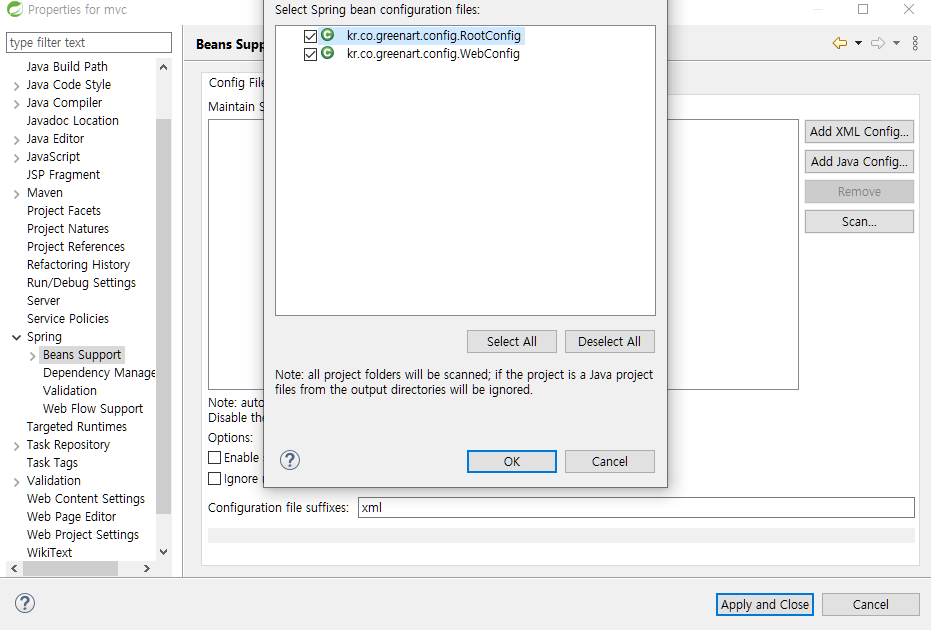 Properties for mvc
Select Spring bean configuration files:
type filter text
Beans Supp
kr.co.greenart.config.RootConfig
kr.co.greenart.config.WebConfig
Java Build Path
Java Code Style
Java Compiler
Javadoc Location
Java Editor
JavaScript
JSP Fragment
Maven
Project Facets
Project Natures
Project References
Refactoring History
Run/Debug Settings
Server
Service Policies
Spring
Beans Support
Dependency Manage
Validation
Web Flow Support
Targeted Runtimes
Task Repository
Task Tags
Validation
Web Content Settings
Web Page Editor
Web Project Settings
WikiText
Config File
Maintain S
Add XML Config...
Add Java Config...
Remove
Scan...
Select All
Deselect All
Note: all project folders will be scanned; if the project is a Java project
files from the output directories will be ignored.
OK
Cancel
Note: auto
Disable the
Options:
Enable
Ignore
Configuration file suffixes:
xml
Apply and Close
Cancel